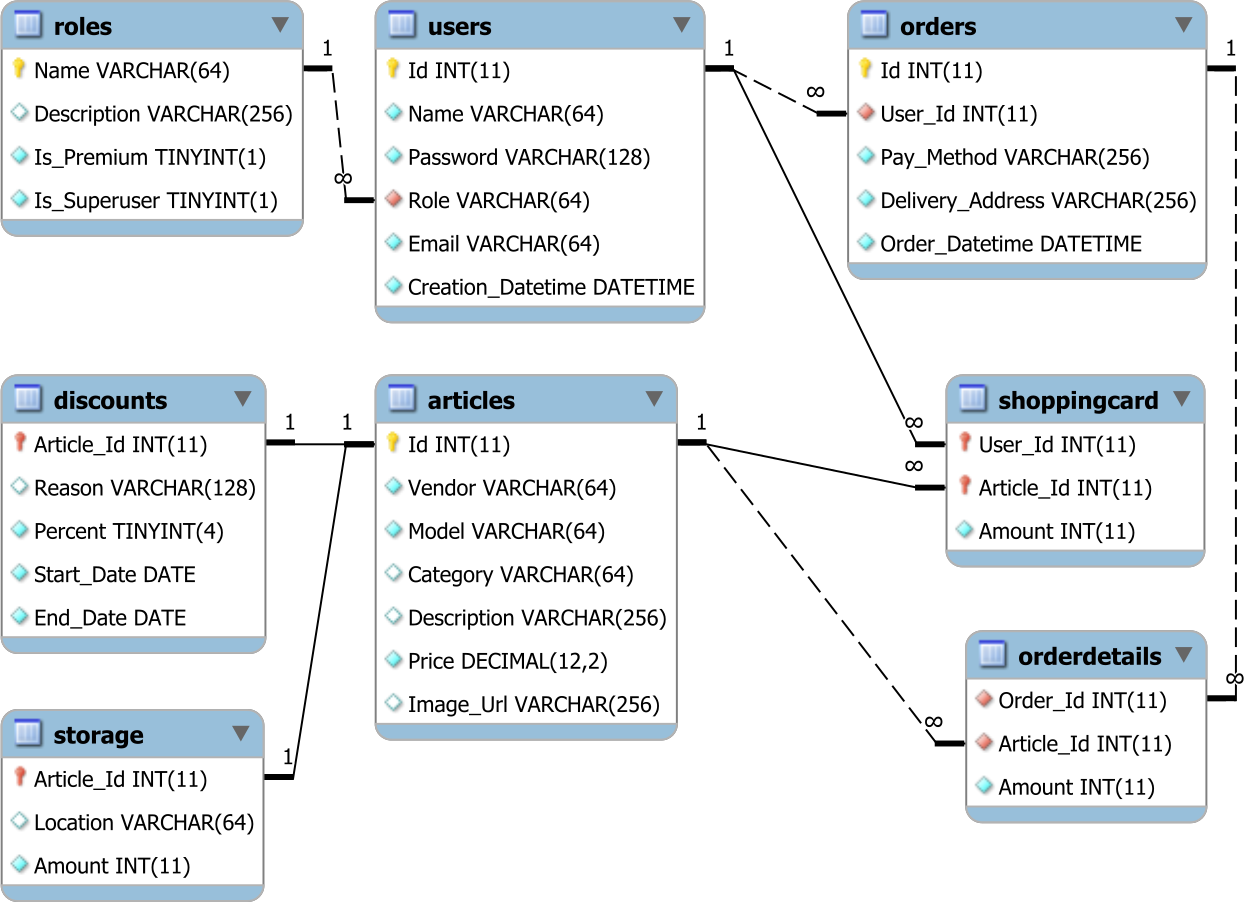 roles
Name VARCHAR(64)
Description VARCHAR(256)
Is_Premium TINYINT(1)
Is_Superuser TINYINT(1)
1
∞
users
Id INT(11)
Name VARCHAR(64)
Password VARCHAR(128)
Role VARCHAR(64)
Email VARCHAR(64)
Creation_Datetime DATETIME
1
∞
orders
Id INT(11)
User_Id INT(11)
Pay_Method VARCHAR(256)
Delivery_Address VARCHAR(256)
Order_Datetime DATETIME
1
discounts
Article_Id INT(11)
Reason VARCHAR(128)
Percent TINYINT(4)
Start_Date DATE
End_Date DATE
1
1
articles
Id INT(11)
Vendor VARCHAR(64)
Model VARCHAR(64)
Category VARCHAR(64)
Description VARCHAR(256)
Price DECIMAL(12,2)
Image_Url VARCHAR(256)
1
∞
∞
shoppingcard
User_Id INT(11)
Article_Id INT(11)
Amount INT(11)
storage
Article_Id INT(11)
Location VARCHAR(64)
Amount INT(11)
1
∞
orderdetails
Order_Id INT(11)
Article_Id INT(11)
Amount INT(11)
∞